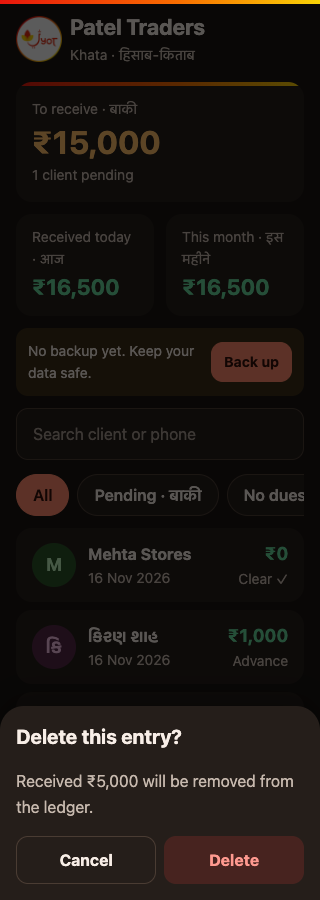 Jyot
Patel Traders
Khata · हिसाब-किताब
To receive · बाकी
₹15,000
1 client pending
Received today
· आज
₹16,500
This month · इस
महीने
₹16,500
No backup yet. Keep your
data safe.
Back up
Search client or phone
All
Pending · बाकी
No dues
M
Mehta Stores
16 Nov 2026
₹0
Clear ✓
કિ
કિરણ શાહ
16 Nov 2026
₹1,000
Advance
Delete this entry?
Received ₹5,000 will be removed from
the ledger.
Cancel
Delete